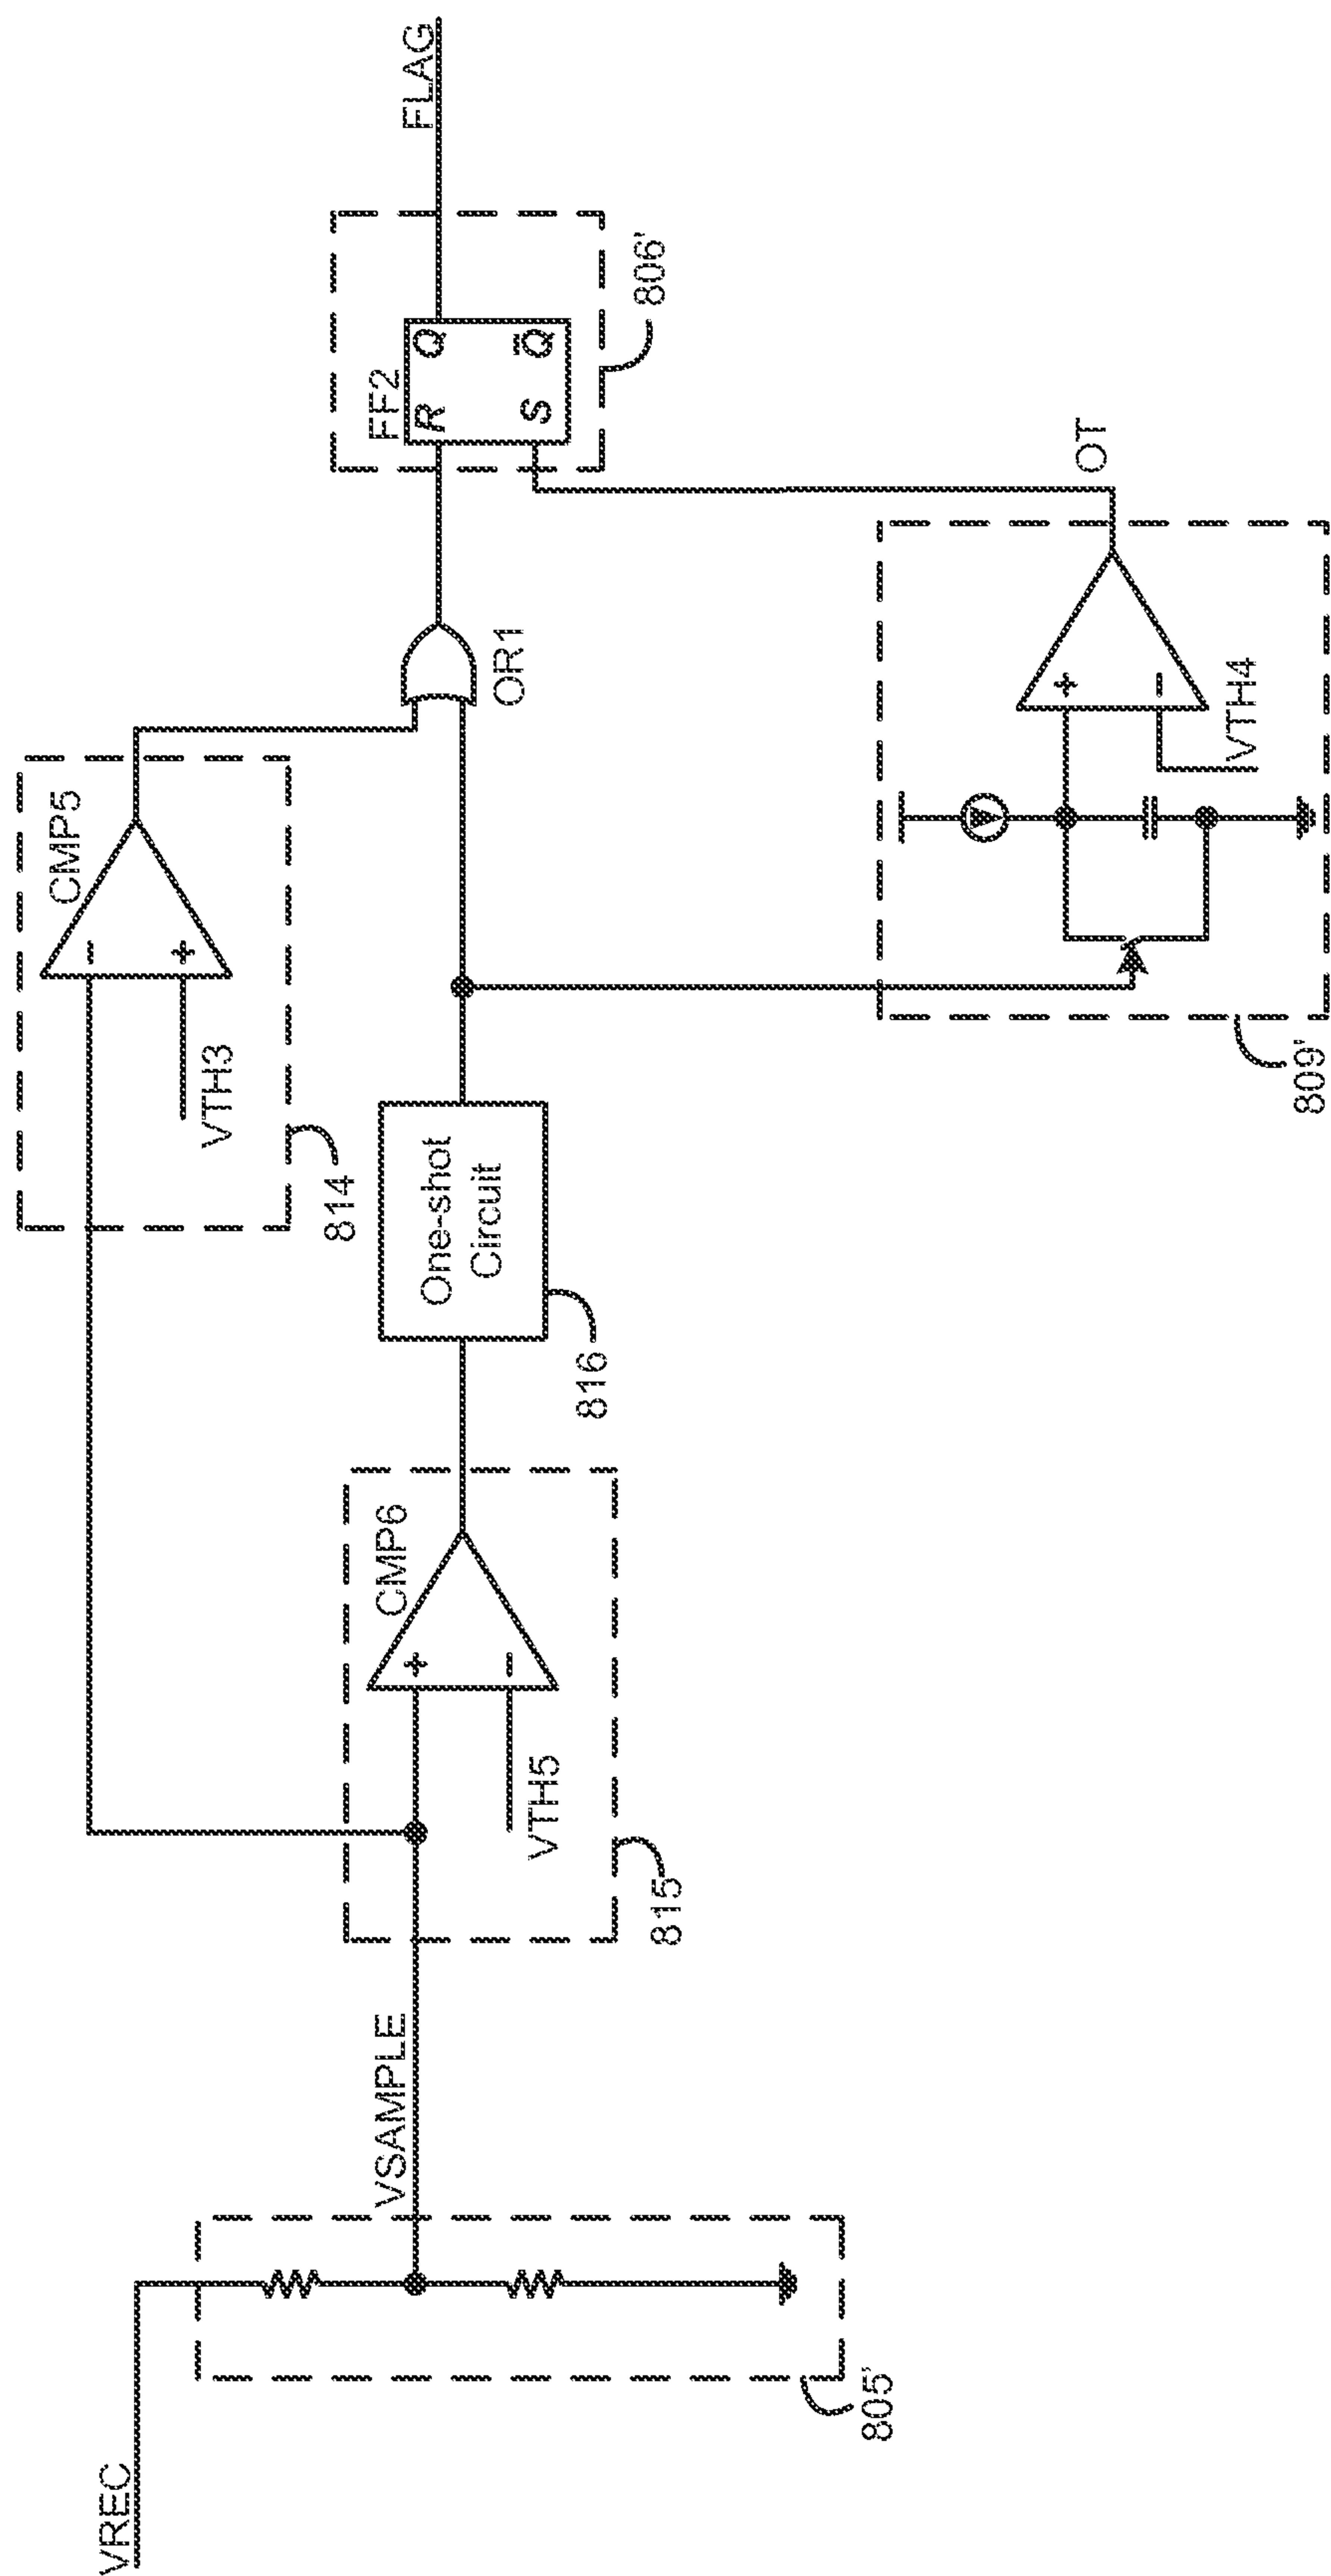 VREC
805'
VSAMPLE
815
VTH5
+
−
CMP6
816
One-shot
Circuit
814
VTH3
−
+
CMP5
OR1
809'
VTH4
+
−
OT
FF2
R
Q
S
Q̅
806'
FLAG